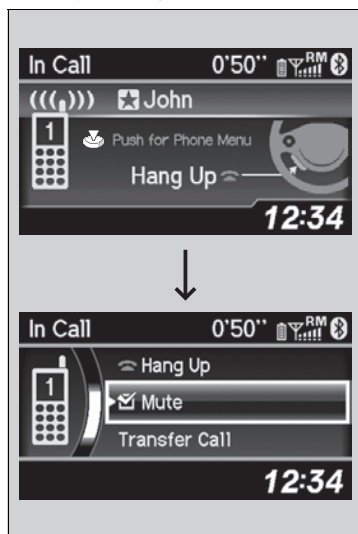 In Call 0'50'' RM
John
1
Push for Phone Menu
Hang Up
12:34
In Call 0'50'' RM
1
Hang Up
Mute
Transfer Call
12:34